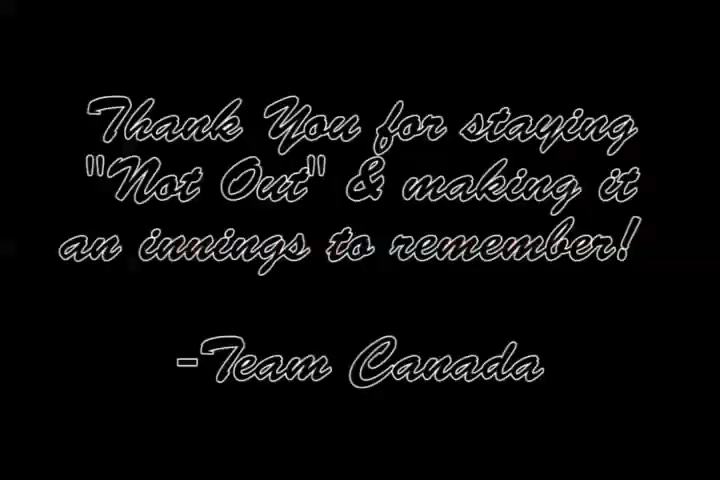 Thank You for staying
"Not Out" & making it
an innings to remember!
-Team Canada